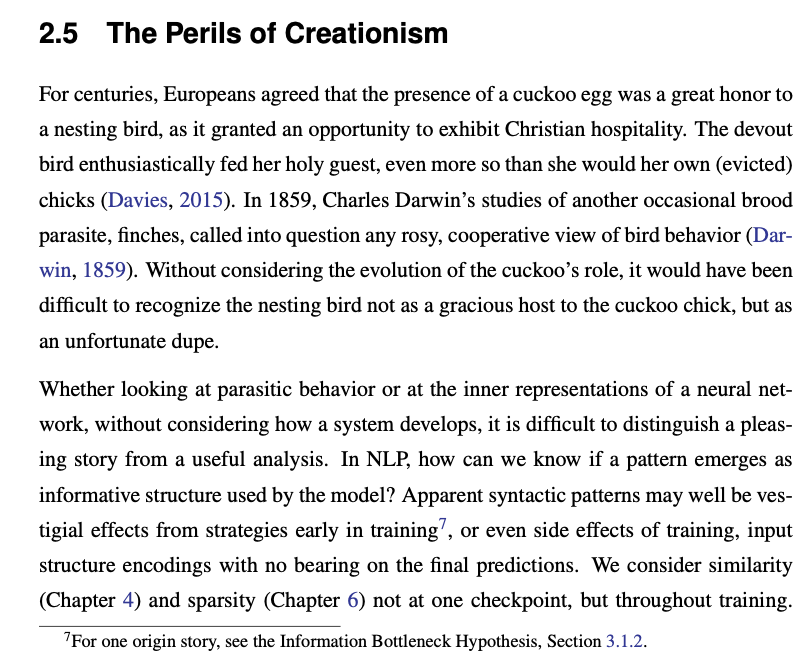 2.5 The Perils of Creationism
For centuries, Europeans agreed that the presence of a cuckoo egg was a great honor to
a nesting bird, as it granted an opportunity to exhibit Christian hospitality. The devout
bird enthusiastically fed her holy guest, even more so than she would her own (evicted)
chicks (Davies, 2015). In 1859, Charles Darwin’s studies of another occasional brood
parasite, finches, called into question any rosy, cooperative view of bird behavior (Dar-
win, 1859). Without considering the evolution of the cuckoo’s role, it would have been
difficult to recognize the nesting bird not as a gracious host to the cuckoo chick, but as
an unfortunate dupe.
Whether looking at parasitic behavior or at the inner representations of a neural net-
work, without considering how a system develops, it is difficult to distinguish a pleas-
ing story from a useful analysis. In NLP, how can we know if a pattern emerges as
informative structure used by the model? Apparent syntactic patterns may well be ves-
tigial effects from strategies early in training7, or even side effects of training, input
structure encodings with no bearing on the final predictions. We consider similarity
(Chapter 4) and sparsity (Chapter 6) not at one checkpoint, but throughout training.
7For one origin story, see the Information Bottleneck Hypothesis, Section 3.1.2.